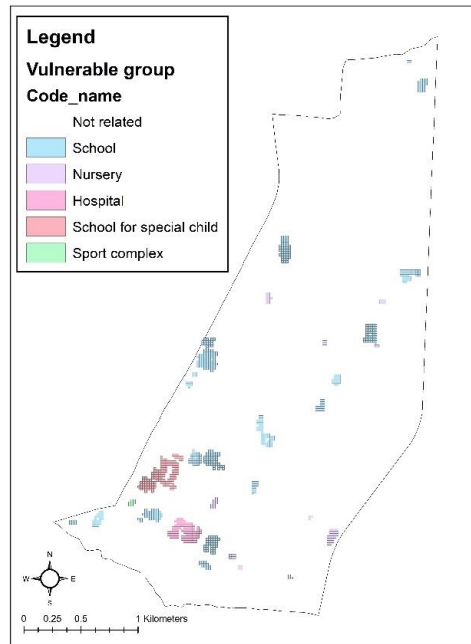 Legend
Vulnerable group
Code_name
Not related
School
Nursery
Hospital
School for special child
Sport complex
N
W E
S
0 0.25 0.5 1 Kilometers